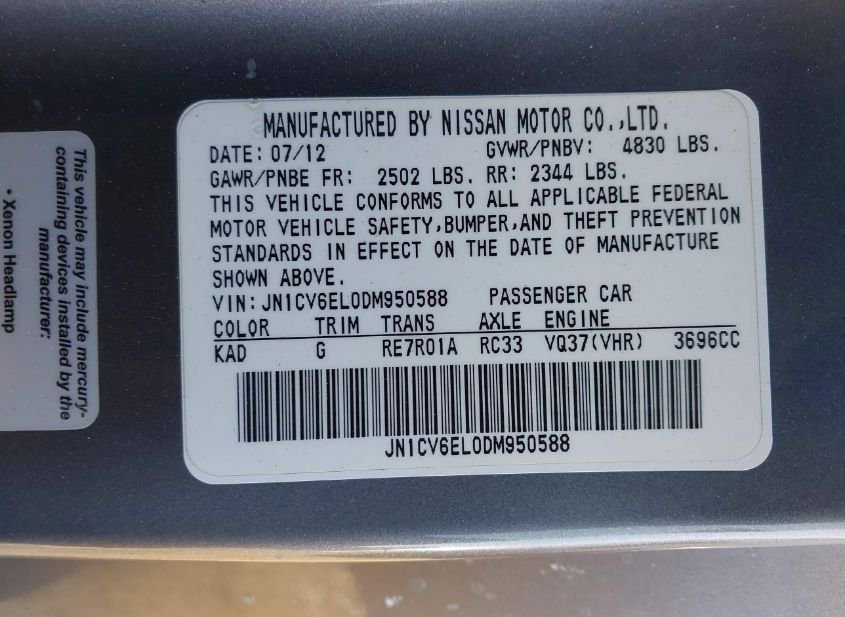 MANUFACTURED BY NISSAN MOTOR CO.,LTD.
DATE: 07/12 GVWR/PNBV: 4830 LBS.
GAWR/PNBE FR: 2502 LBS. RR: 2344 LBS.
THIS VEHICLE CONFORMS TO ALL APPLICABLE FEDERAL
MOTOR VEHICLE SAFETY,BUMPER,AND THEFT PREVENTION
STANDARDS IN EFFECT ON THE DATE OF MANUFACTURE
SHOWN ABOVE.
VIN: JN1CV6EL0DM950588 PASSENGER CAR
COLOR TRIM TRANS AXLE ENGINE
KAD G RE7R01A RC33 VQ37(VHR) 3696CC
JN1CV6EL0DM950588
This vehicle may include mercury-
containing devices installed by the
manufacturer:
• Xenon Headlamp